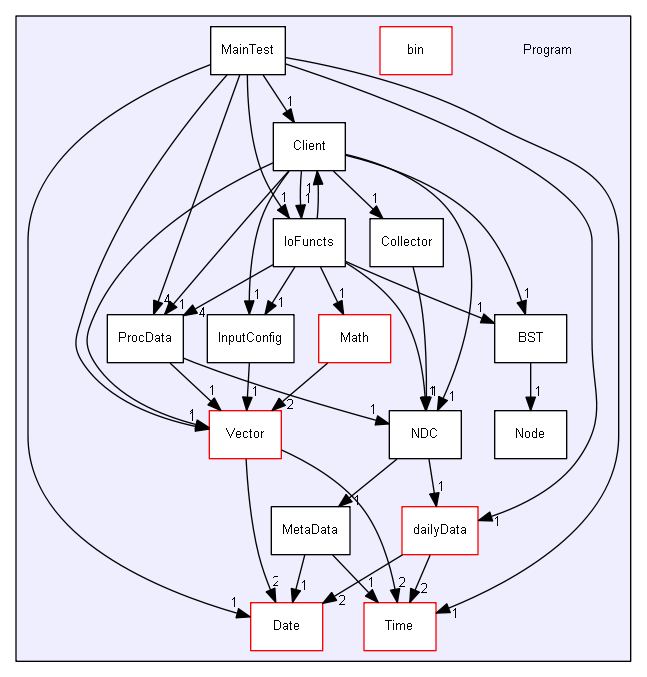 MainTest
bin
Program
1
Client
1
1
1
1
IoFuncts
Collector
4
1
4
1
1
1
1
1
ProcData
InputConfig
Math
BST
1
1
1
2
1
1
1
1
1
Vector
NDC
Node
1
1
MetaData
dailyData
1
2
1
2
1
2
2
1
1
Date
Time